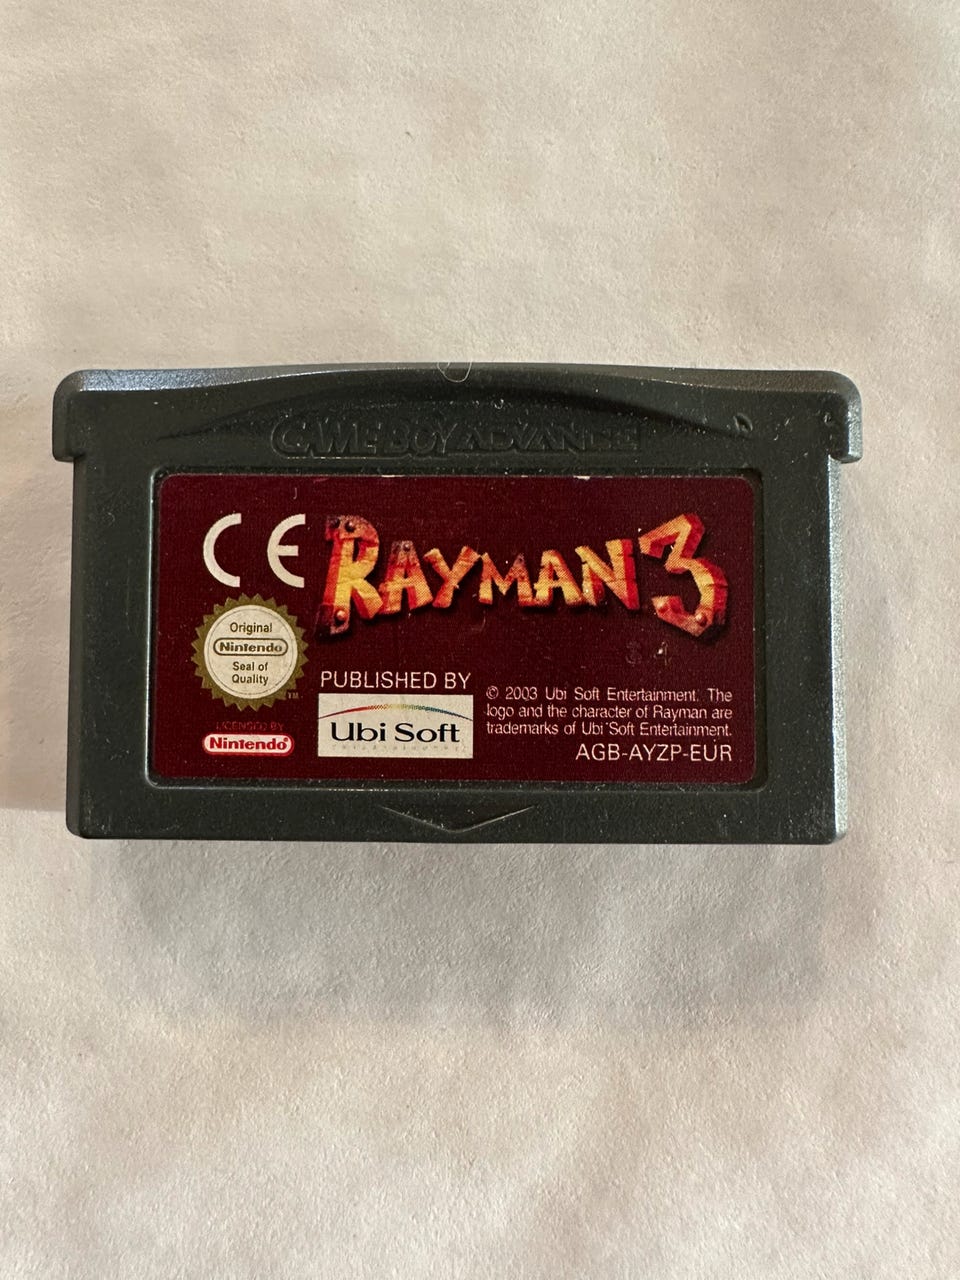 GAME BOY ADVANCE
CE
RAYMAN 3
Original
Nintendo
Seal of
Quality
TM
LICENSED BY
Nintendo®
PUBLISHED BY
Ubi Soft
© 2003 Ubi Soft Entertainment. The
logo and the character of Rayman are
trademarks of Ubi Soft Entertainment.
AGB-AYZP-EUR